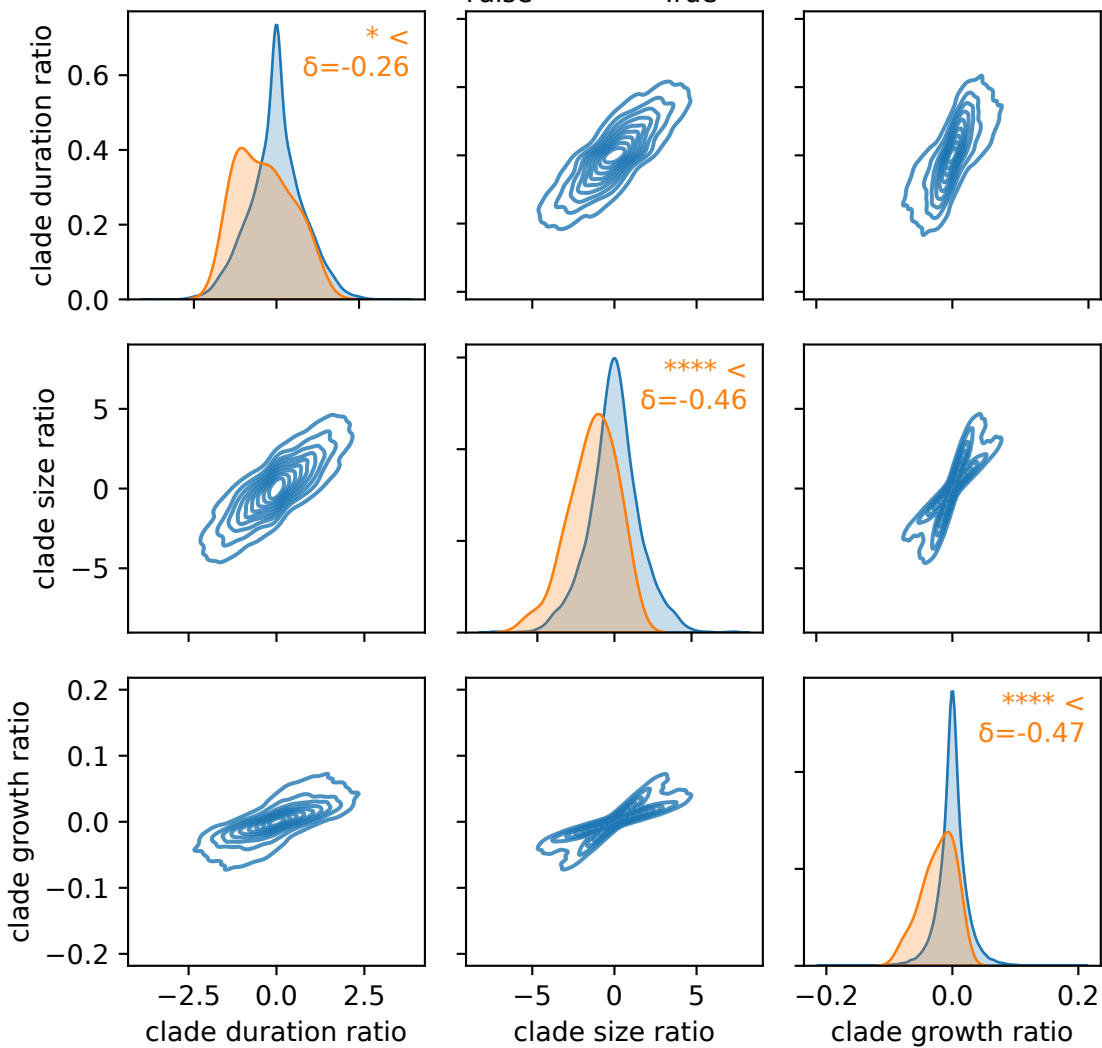 * <
δ=-0.26
clade duration ratio
0.6
0.4
0.2
0.0
**** <
δ=-0.46
clade size ratio
5
0
−5
**** <
δ=-0.47
clade growth ratio
0.2
0.1
0.0
−0.1
−0.2
−2.5 0.0 2.5
−5 0 5
−0.2 0.0 0.2
clade duration ratio
clade size ratio
clade growth ratio